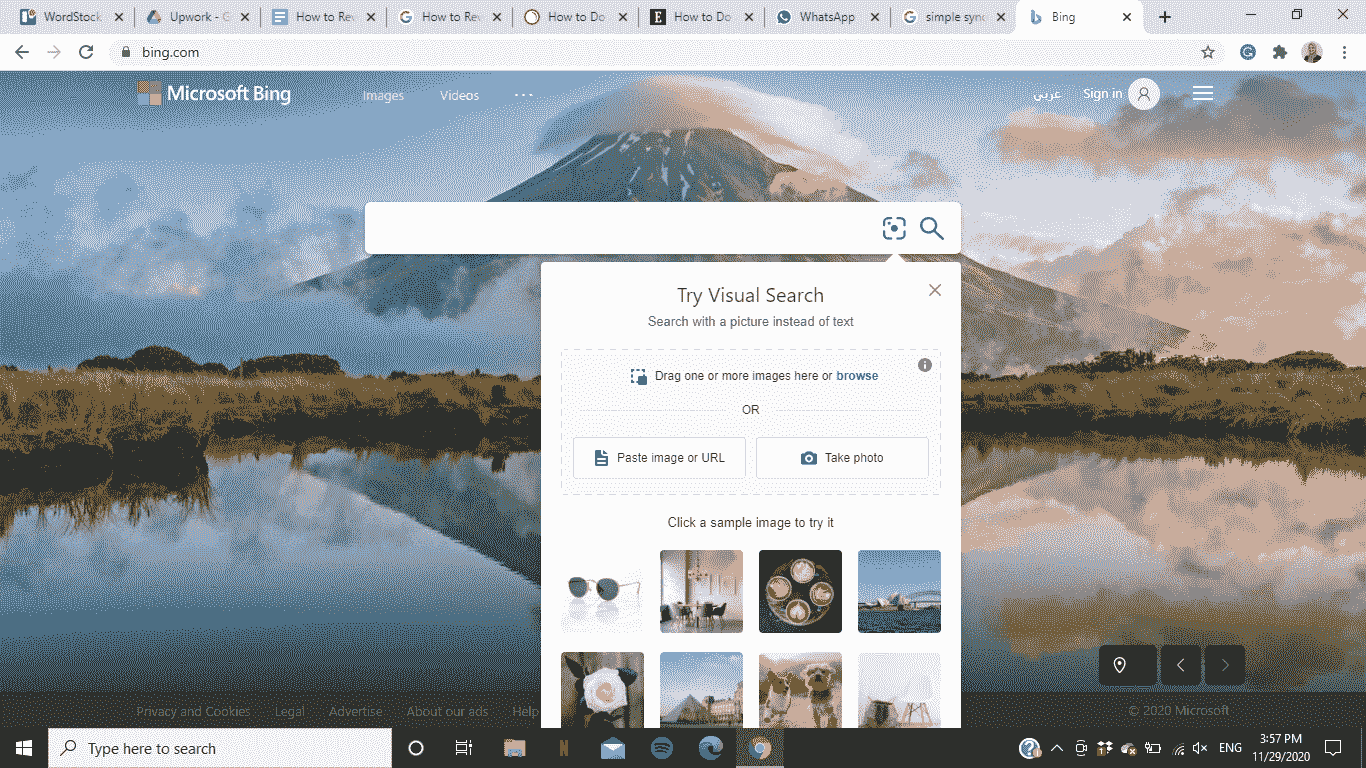 WordStock
Upwork - G
How to Rev
How to Rev
How to Do
How to Do
WhatsApp
simple syno
Bing
bing.com
Microsoft Bing
Images
Videos
عربي
Sign in
Try Visual Search
Search with a picture instead of text
Drag one or more images here or browse
OR
Paste image or URL
Take photo
Click a sample image to try it
Privacy and Cookies
Legal
Advertise
About our ads
Help
© 2020 Microsoft
Type here to search
ENG
3:57 PM
11/29/2020